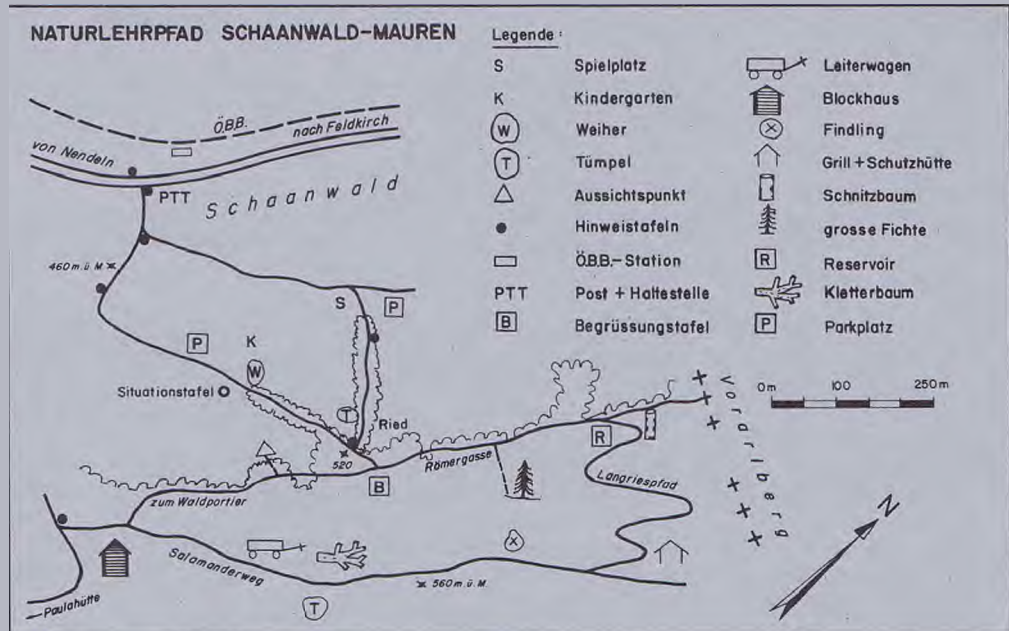 NATURLEHRPFAD SCHAANWALD-MAUREN
Legende:
S Spielplatz
K Kindergarten
W Weiher
T Tümpel
Aussichtspunkt
Hinweistafeln
Ö.B.B.-Station
PTT Post + Haltestelle
B Begrüssungstafel
Leiterwagen
Blockhaus
Findling
Grill + Schutzhütte
Schnitzbaum
grosse Fichte
R Reservoir
Kletterbaum
P Parkplatz
0m 100 250m
Ö.B.B.
nach Feldkirch
von Nendeln
PTT
Schaanwald
460 m.ü.M
S
P
P
K
W
Situationstafel
T
Ried
520
B
Römergasse
R
Langriespfad
Vorarlberg
N
zum Waldportier
Salamanderweg
560 m.ü.M.
T
Paulahütte